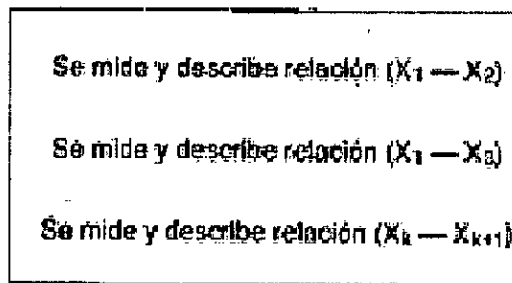 Se mide y describe relación (X₁ — X₂)
Se mide y describe relación (X₁ — X₃)
Se mide y describe relación (Xₖ — Xₖ₊₁)